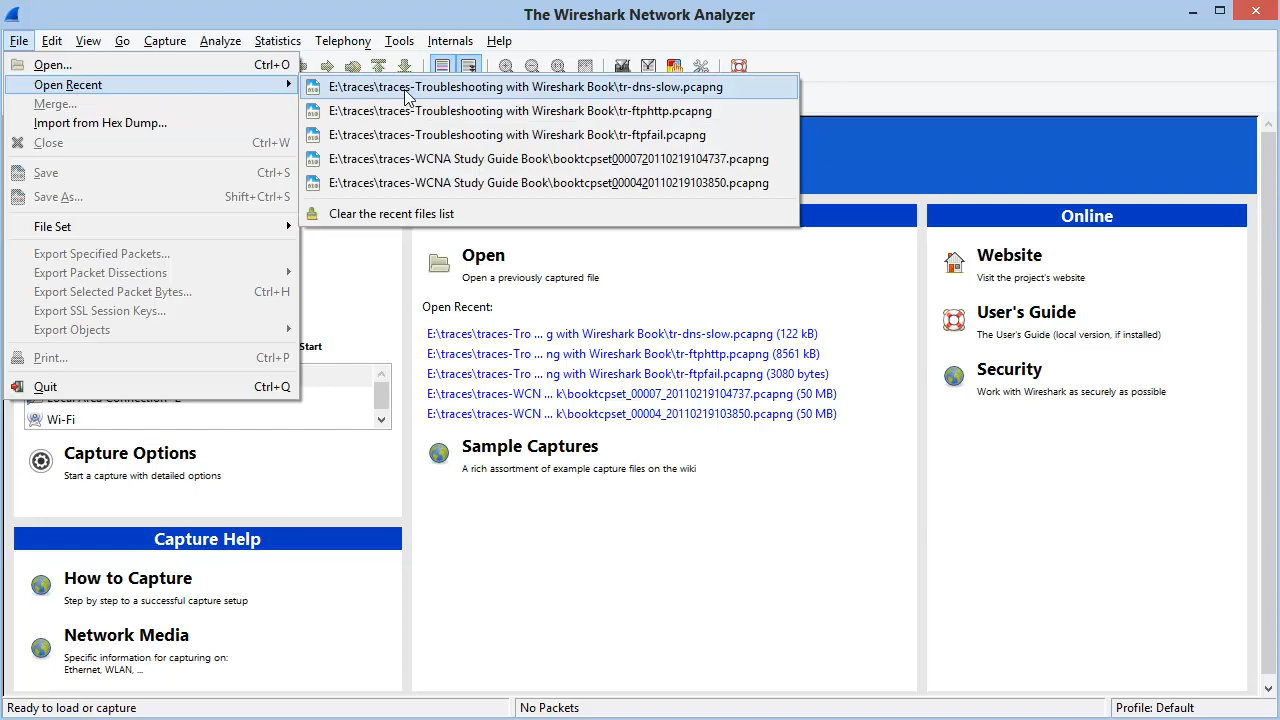 The Wireshark Network Analyzer
File Edit View Go Capture Analyze Statistics Telephony Tools Internals Help
Open... Ctrl+O
Open Recent
Merge...
Import from Hex Dump...
Close Ctrl+W
Save Ctrl+S
Save As... Shift+Ctrl+S
File Set
Export Specified Packets...
Export Packet Dissections
Export Selected Packet Bytes... Ctrl+H
Export SSL Session Keys...
Export Objects
Print... Ctrl+P
Quit Ctrl+Q
E:\traces\traces-Troubleshooting with Wireshark Book\tr-dns-slow.pcapng
E:\traces\traces-Troubleshooting with Wireshark Book\tr-ftphttp.pcapng
E:\traces\traces-Troubleshooting with Wireshark Book\tr-ftpfail.pcapng
E:\traces\traces-WCNA Study Guide Book\booktcpset0000720110219104737.pcapng
E:\traces\traces-WCNA Study Guide Book\booktcpset0000420110219103850.pcapng
Clear the recent files list
Start
Wi-Fi
Capture Options
Start a capture with detailed options
Capture Help
How to Capture
Step by step to a successful capture setup
Network Media
Specific information for capturing on:
Ethernet, WLAN, ...
Open
Open a previously captured file
Open Recent:
E:\traces\traces-Tro ... g with Wireshark Book\tr-dns-slow.pcapng (122 kB)
E:\traces\traces-Tro ... ng with Wireshark Book\tr-ftphttp.pcapng (8561 kB)
E:\traces\traces-Tro ... ng with Wireshark Book\tr-ftpfail.pcapng (3080 bytes)
E:\traces\traces-WCN ... k\booktcpset_00007_20110219104737.pcapng (50 MB)
E:\traces\traces-WCN ... k\booktcpset_00004_20110219103850.pcapng (50 MB)
Sample Captures
A rich assortment of example capture files on the wiki
Online
Website
Visit the project's website
User's Guide
The User's Guide (local version, if installed)
Security
Work with Wireshark as securely as possible
Ready to load or capture
No Packets
Profile: Default